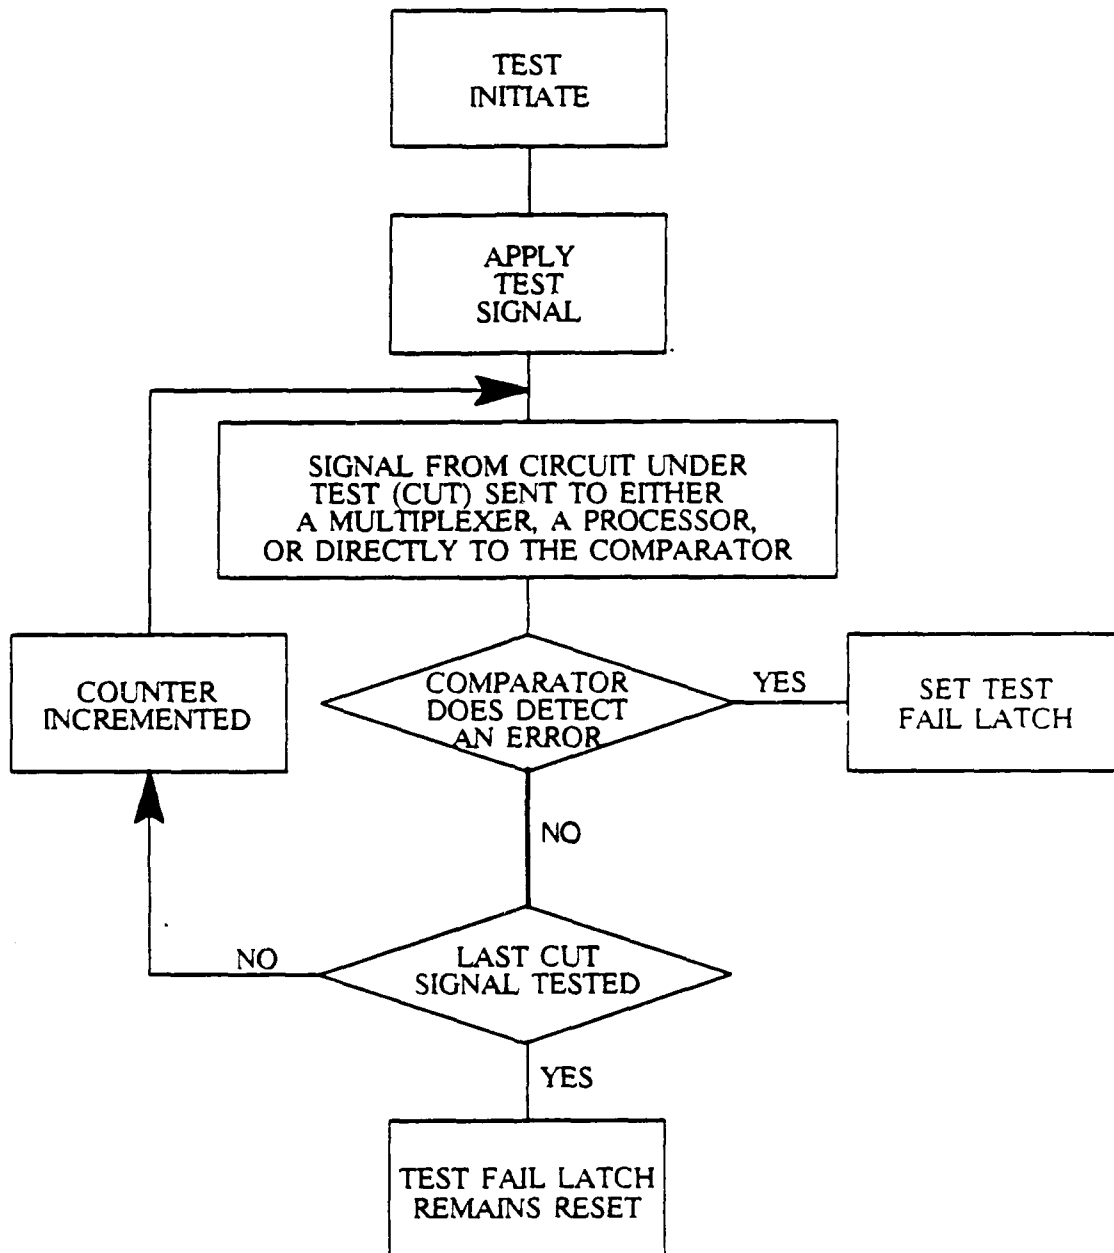 TEST
INITIATE
APPLY
TEST
SIGNAL
SIGNAL FROM CIRCUIT UNDER
TEST (CUT) SENT TO EITHER
A MULTIPLEXER, A PROCESSOR,
OR DIRECTLY TO THE COMPARATOR
COUNTER
INCREMENTED
COMPARATOR
DOES DETECT
AN ERROR
YES
SET TEST
FAIL LATCH
NO
NO
LAST CUT
SIGNAL TESTED
YES
TEST FAIL LATCH
REMAINS RESET